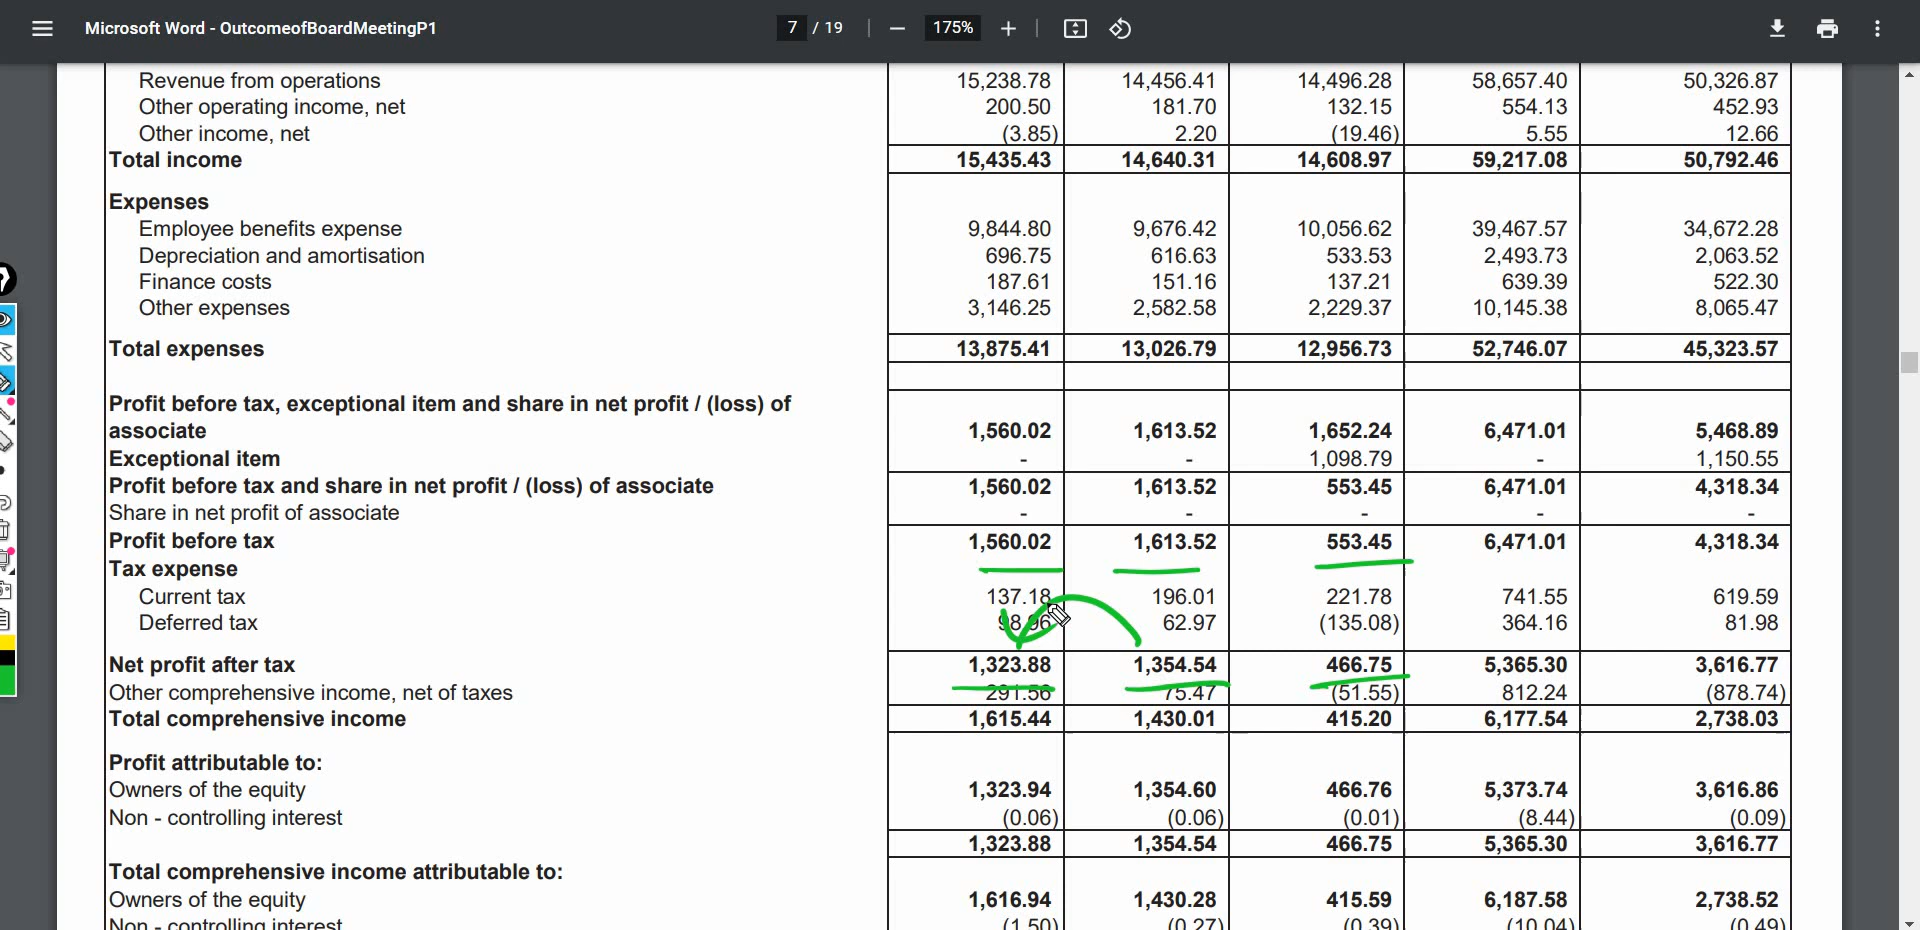 Microsoft Word - OutcomeofBoardMeetingP1 7 / 19 175%
Revenue from operations 15,238.78 14,456.41 14,496.28 58,657.40 50,326.87
Other operating income, net 200.50 181.70 132.15 554.13 452.93
Other income, net (3.85) 2.20 (19.46) 5.55 12.66
Total income 15,435.43 14,640.31 14,608.97 59,217.08 50,792.46
Expenses
Employee benefits expense 9,844.80 9,676.42 10,056.62 39,467.57 34,672.28
Depreciation and amortisation 696.75 616.63 533.53 2,493.73 2,063.52
Finance costs 187.61 151.16 137.21 639.39 522.30
Other expenses 3,146.25 2,582.58 2,229.37 10,145.38 8,065.47
Total expenses 13,875.41 13,026.79 12,956.73 52,746.07 45,323.57
Profit before tax, exceptional item and share in net profit / (loss) of
associate 1,560.02 1,613.52 1,652.24 6,471.01 5,468.89
Exceptional item - - 1,098.79 - 1,150.55
Profit before tax and share in net profit / (loss) of associate 1,560.02 1,613.52 553.45 6,471.01 4,318.34
Share in net profit of associate - - - - -
Profit before tax 1,560.02 1,613.52 553.45 6,471.01 4,318.34
Tax expense
Current tax 137.18 196.01 221.78 741.55 619.59
Deferred tax 98.96 62.97 (135.08) 364.16 81.98
Net profit after tax 1,323.88 1,354.54 466.75 5,365.30 3,616.77
Other comprehensive income, net of taxes 291.56 75.47 (51.55) 812.24 (878.74)
Total comprehensive income 1,615.44 1,430.01 415.20 6,177.54 2,738.03
Profit attributable to:
Owners of the equity 1,323.94 1,354.60 466.76 5,373.74 3,616.86
Non - controlling interest (0.06) (0.06) (0.01) (8.44) (0.09)
1,323.88 1,354.54 466.75 5,365.30 3,616.77
Total comprehensive income attributable to:
Owners of the equity 1,616.94 1,430.28 415.59 6,187.58 2,738.52
Non - controlling interest (1.50) (0.27) (0.39) (10.04) (0.49)